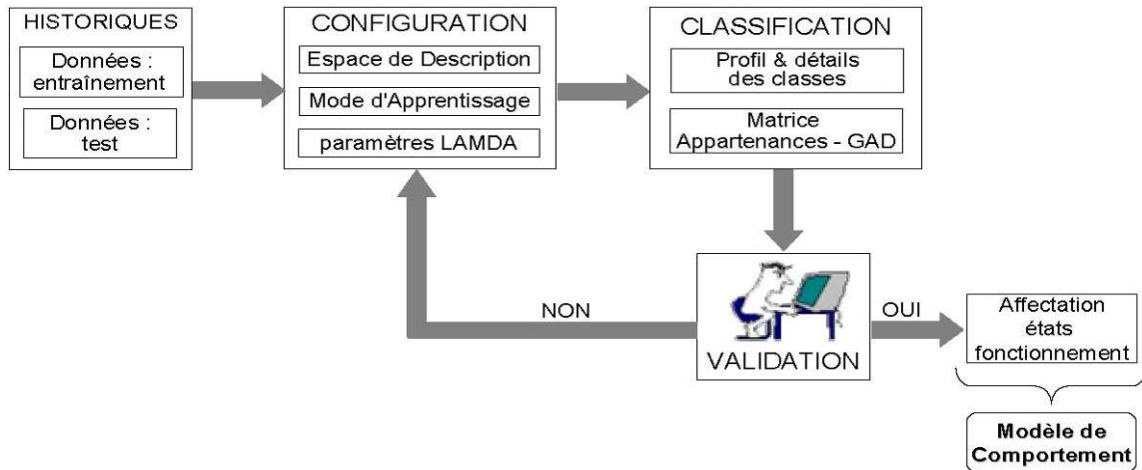 HISTORIQUES
Données :
entraînement
Données :
test
CONFIGURATION
Espace de Description
Mode d'Apprentissage
paramètres LAMDA
CLASSIFICATION
Profil & détails
des classes
Matrice
Appartenances - GAD
NON
VALIDATION
OUI
Affectation
états
fonctionnement
Modèle de
Comportement